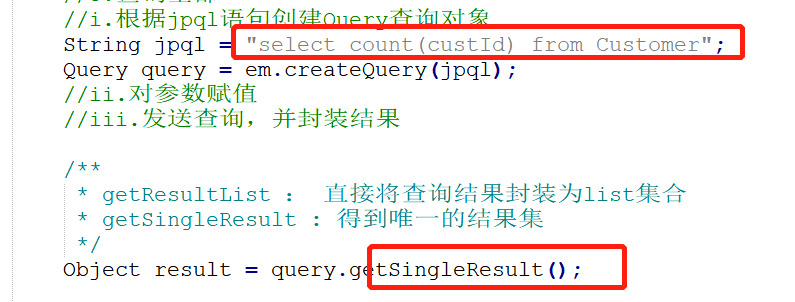 //i.根据jpql语句创建Query查询对象
String jpql = "select count(custId) from Customer";
Query query = em.createQuery(jpql);
//ii.对参数赋值
//iii.发送查询，并封装结果
/**
* getResultList ： 直接将查询结果封装为list集合
* getSingleResult : 得到唯一的结果集
*/
Object result = query.getSingleResult();